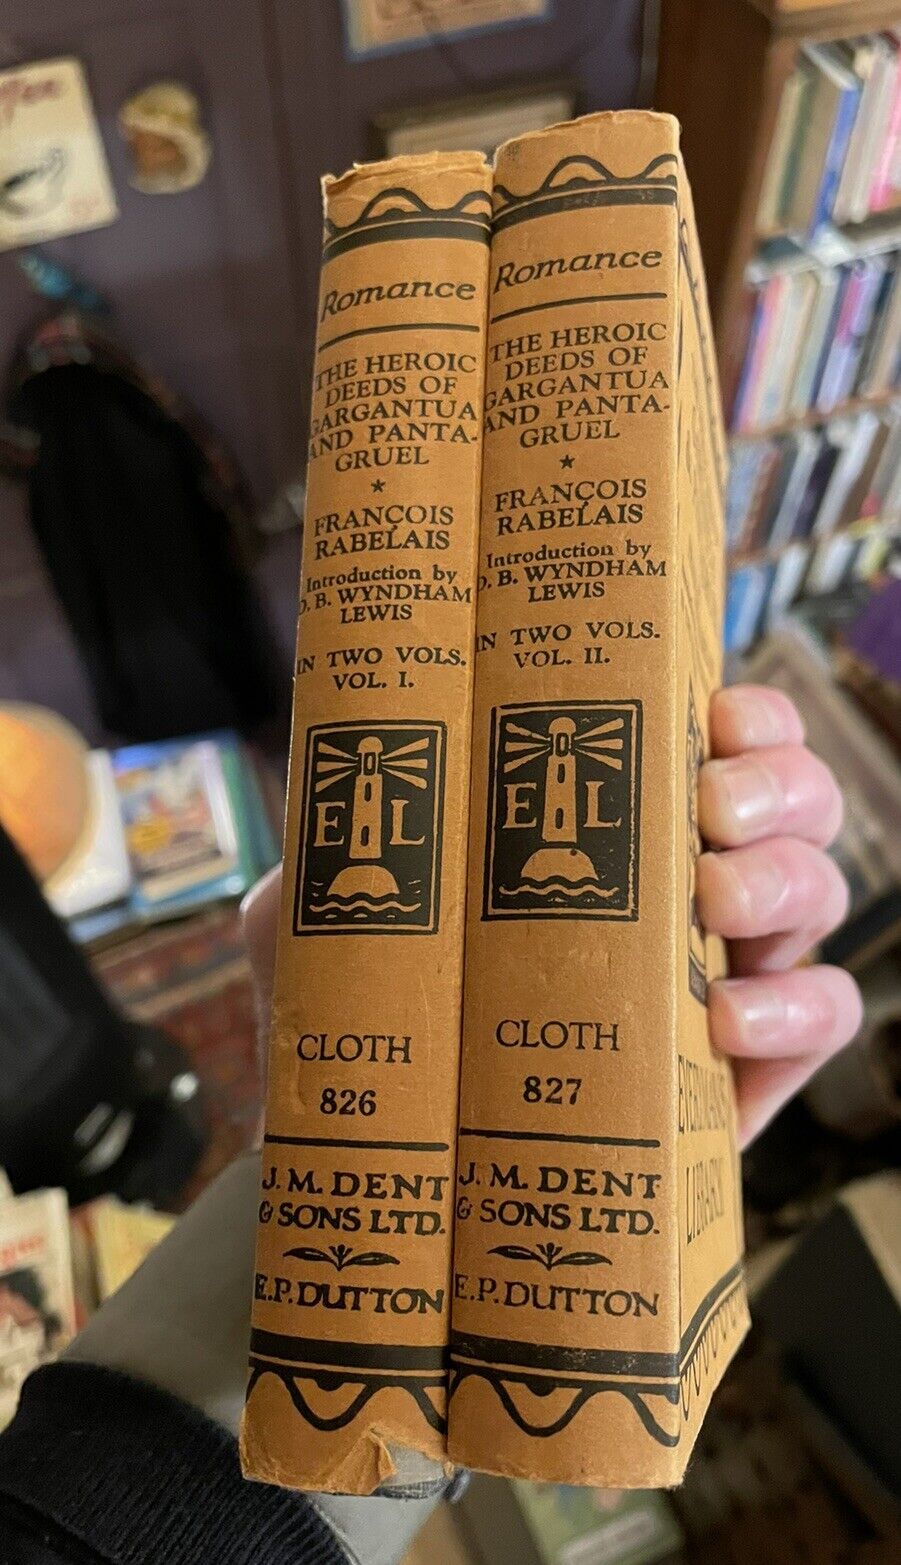 Romance
THE HEROIC
DEEDS OF
GARGANTUA
AND PANTA-
GRUEL
★
FRANÇOIS
RABELAIS
Introduction by
D. B. WYNDHAM
LEWIS
IN TWO VOLS.
VOL. I.
E L
CLOTH
826
J. M. DENT
& SONS LTD.
E. P. DUTTON
Romance
THE HEROIC
DEEDS OF
GARGANTUA
AND PANTA-
GRUEL
★
FRANÇOIS
RABELAIS
Introduction by
D. B. WYNDHAM
LEWIS
IN TWO VOLS.
VOL. II.
E L
CLOTH
827
J. M. DENT
& SONS LTD.
E. P. DUTTON
EVERYMAN'S
LIBRARY